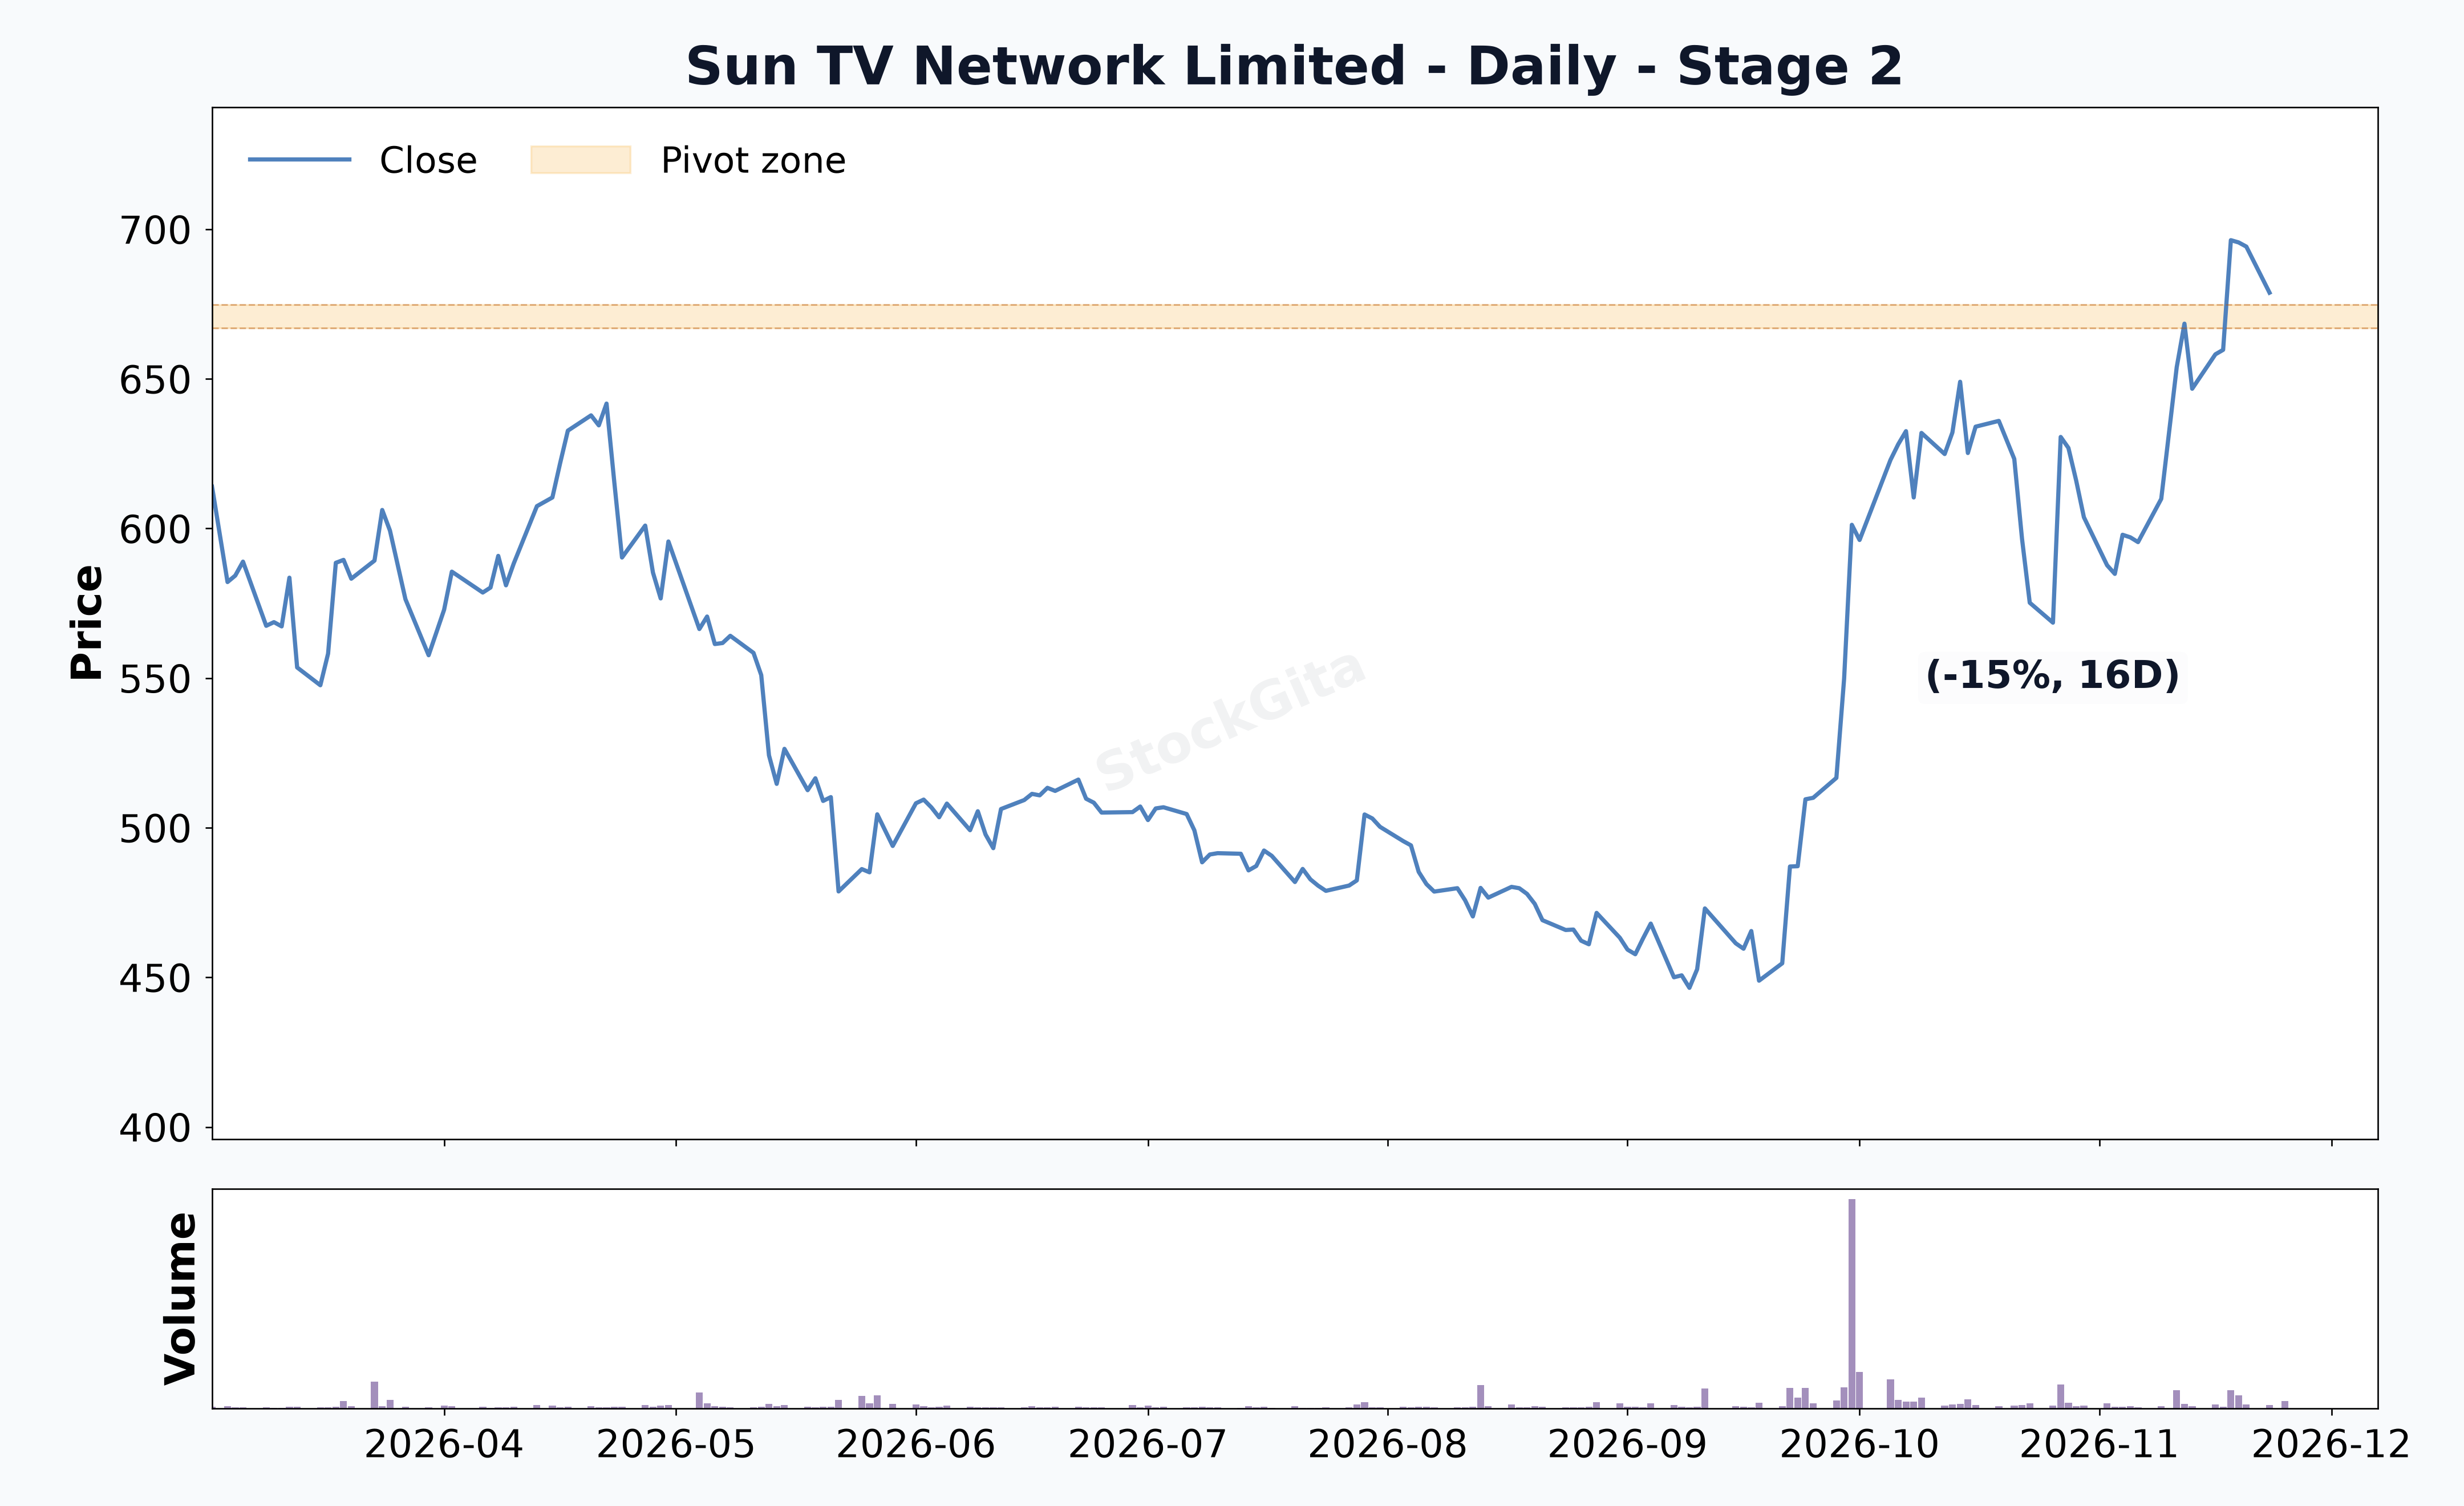 Sun TV Network Limited - Daily - Stage 2
Close
Pivot zone
Price
700
650
600
550
500
450
400
StockGita
(-15%, 16D)
Volume
2026-04
2026-05
2026-06
2026-07
2026-08
2026-09
2026-10
2026-11
2026-12